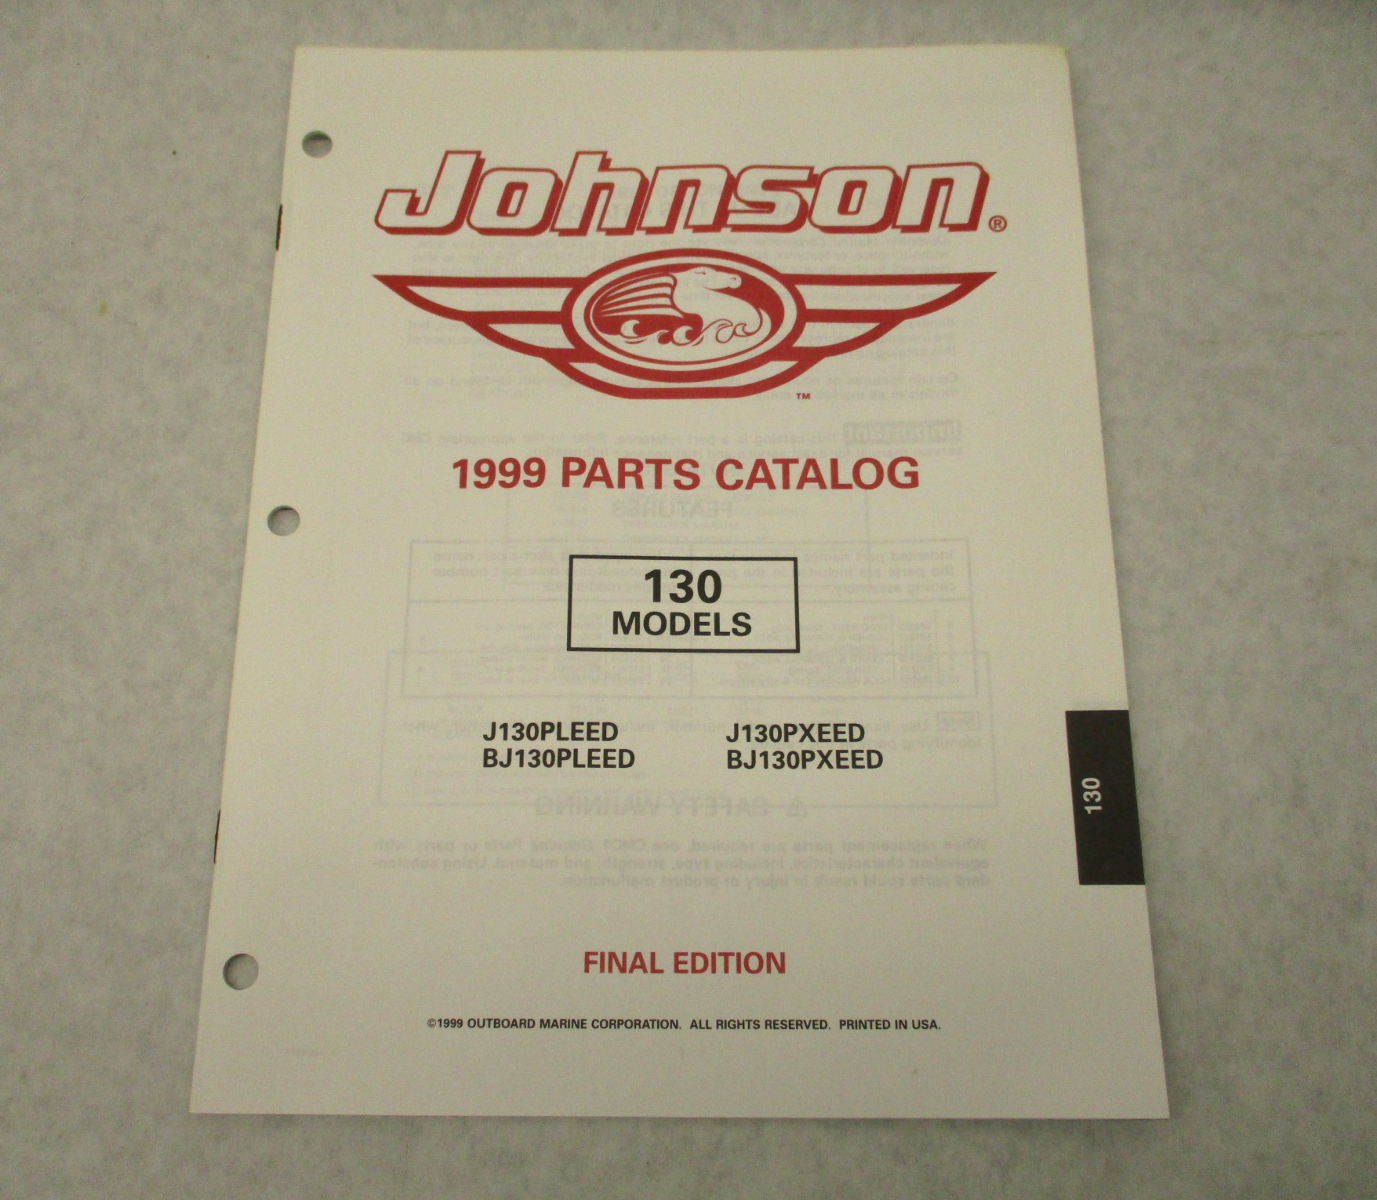 Johnson®
™
1999 PARTS CATALOG
130
MODELS
J130PLEED J130PXEED
BJ130PLEED BJ130PXEED
130
FINAL EDITION
©1999 OUTBOARD MARINE CORPORATION. ALL RIGHTS RESERVED. PRINTED IN USA.